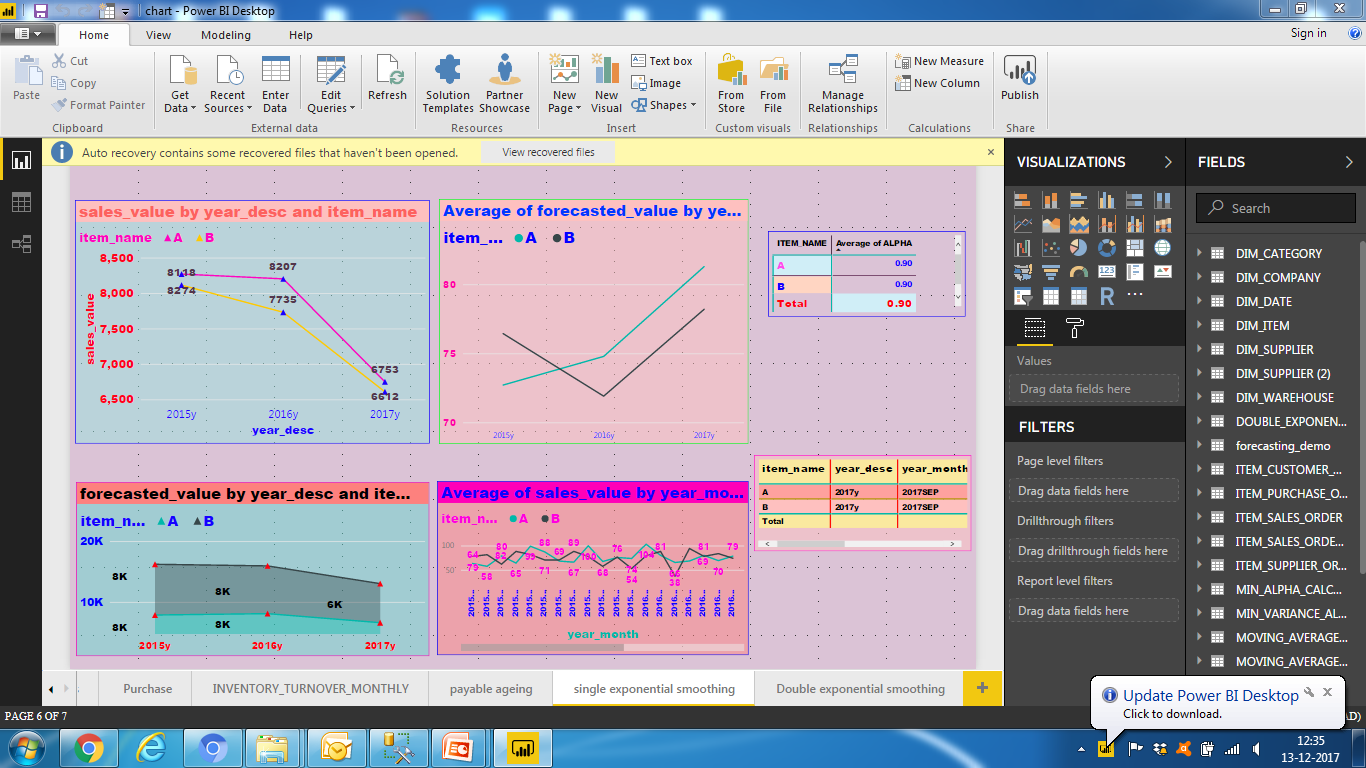 chart - Power BI Desktop
Home View Modeling Help Sign in
Paste
Cut
Copy
Format Painter
Clipboard
Get Data
Recent Sources
Enter Data
Edit Queries
Refresh
External data
Solution Templates
Partner Showcase
Resources
New Page
New Visual
Text box
Image
Shapes
Insert
From Store
From File
Custom visuals
Manage Relationships
Relationships
New Measure
New Column
Calculations
Publish
Share
Auto recovery contains some recovered files that haven't been opened. View recovered files
sales_value by year_desc and item_name
item_name A B
8,500
8,000
7,500
7,000
6,500
sales_value
8118
8274
8207
7735
6753
6612
2015y 2016y 2017y
year_desc
Average of forecasted_value by ye...
item_... A B
80
75
70
2015y 2016y 2017y
ITEM_NAME Average of ALPHA
A 0.90
B 0.90
Total 0.90
forecasted_value by year_desc and ite...
item_n... A B
20K
10K
8K
8K
6K
8K
8K
2015y 2016y 2017y
Average of sales_value by year_mo...
item_n... A B
100
50
year_month
item_name year_desc year_month
A 2017y 2017SEP
B 2017y 2017SEP
Total
VISUALIZATIONS
R
Values
Drag data fields here
FILTERS
Page level filters
Drag data fields here
Drillthrough filters
Drag drillthrough fields here
Report level filters
Drag data fields here
FIELDS
Search
DIM_CATEGORY
DIM_COMPANY
DIM_DATE
DIM_ITEM
DIM_SUPPLIER
DIM_SUPPLIER (2)
DIM_WAREHOUSE
DOUBLE_EXPONEN...
forecasting_demo
ITEM_CUSTOMER_...
ITEM_PURCHASE_O...
ITEM_SALES_ORDER
ITEM_SALES_ORDE...
ITEM_SUPPLIER_OR...
MIN_ALPHA_CALC...
MIN_VARIANCE_AL...
MOVING_AVERAGE...
MOVING_AVERAGE...
Purchase INVENTORY_TURNOVER_MONTHLY payable ageing single exponential smoothing Double exponential smoothing
PAGE 6 OF 7
Update Power BI Desktop
Click to download.
AD)
12:35
13-12-2017